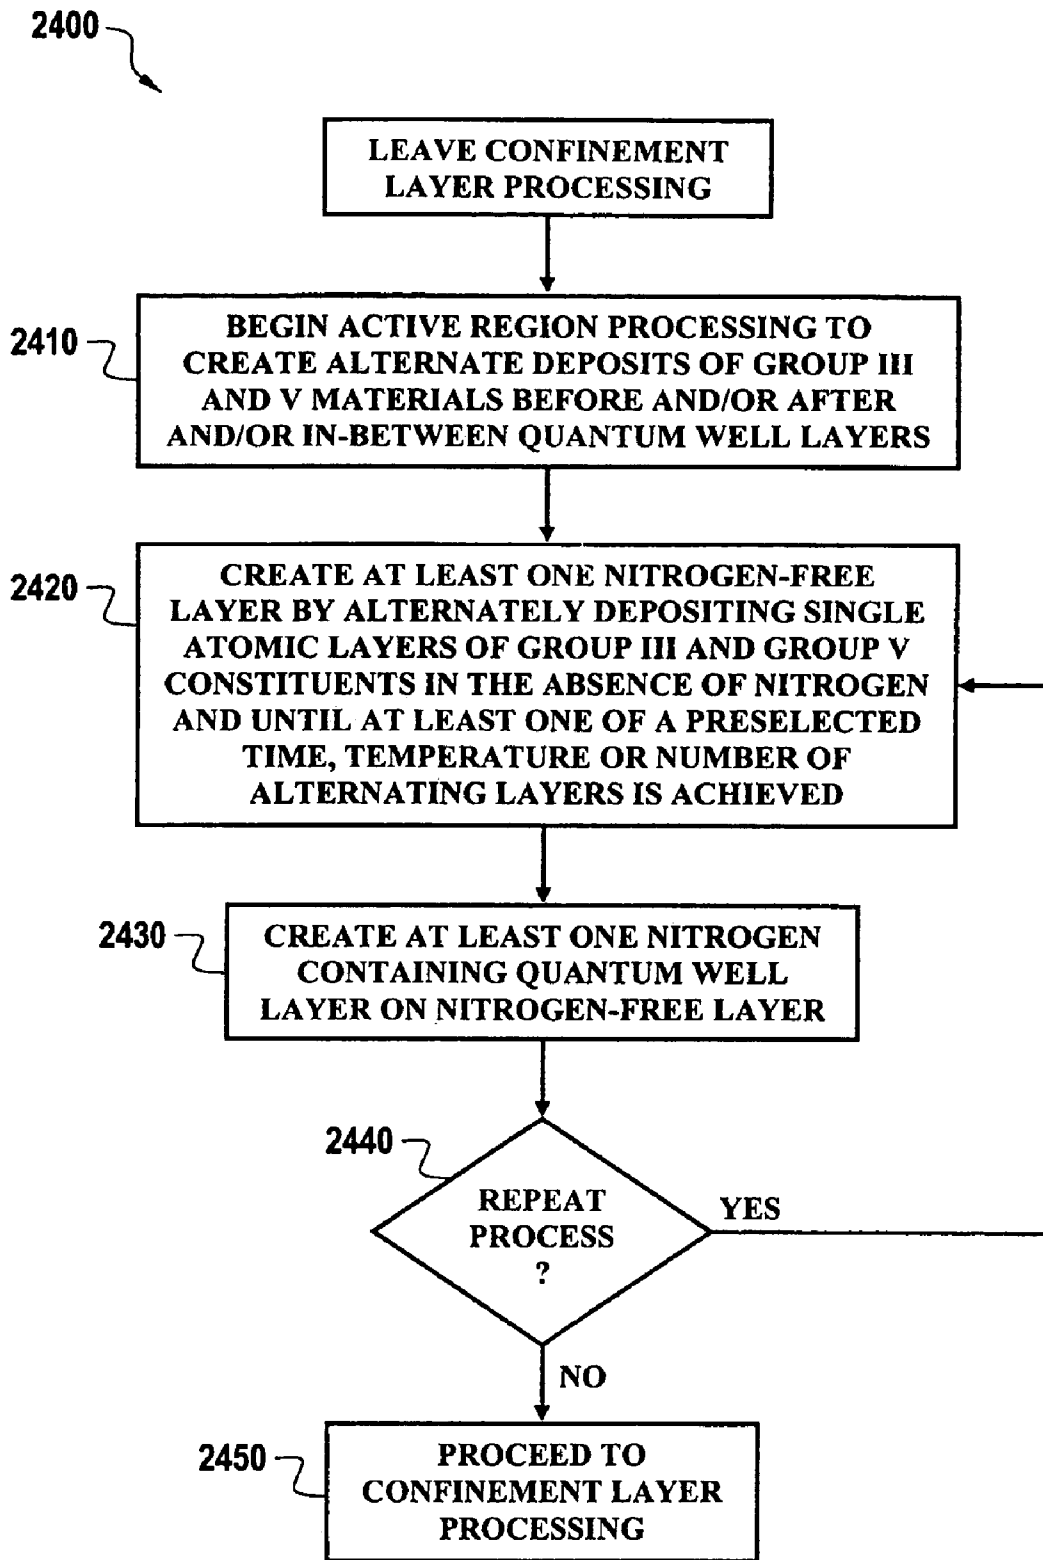 2400
LEAVE CONFINEMENT
LAYER PROCESSING
2410
BEGIN ACTIVE REGION PROCESSING TO
CREATE ALTERNATE DEPOSITS OF GROUP III
AND V MATERIALS BEFORE AND/OR AFTER
AND/OR IN-BETWEEN QUANTUM WELL LAYERS
2420
CREATE AT LEAST ONE NITROGEN-FREE
LAYER BY ALTERNATELY DEPOSITING SINGLE
ATOMIC LAYERS OF GROUP III AND GROUP V
CONSTITUENTS IN THE ABSENCE OF NITROGEN
AND UNTIL AT LEAST ONE OF A PRESELECTED
TIME, TEMPERATURE OR NUMBER OF
ALTERNATING LAYERS IS ACHIEVED
2430
CREATE AT LEAST ONE NITROGEN
CONTAINING QUANTUM WELL
LAYER ON NITROGEN-FREE LAYER
2440
REPEAT
PROCESS
?
YES
NO
2450
PROCEED TO
CONFINEMENT LAYER
PROCESSING